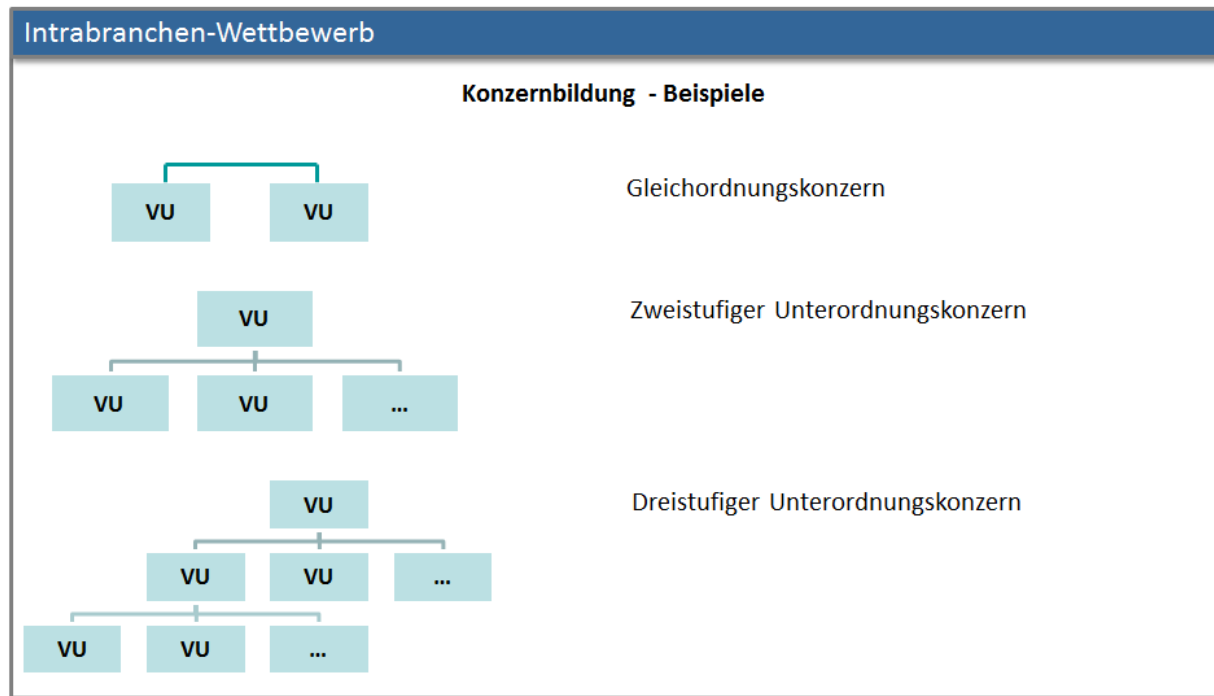 Intrabranchen-Wettbewerb
Konzernbildung - Beispiele
VU VU
Gleichordnungskonzern
VU
Zweistufiger Unterordnungskonzern
VU VU ...
VU
Dreistufiger Unterordnungskonzern
VU VU ...
VU VU ...